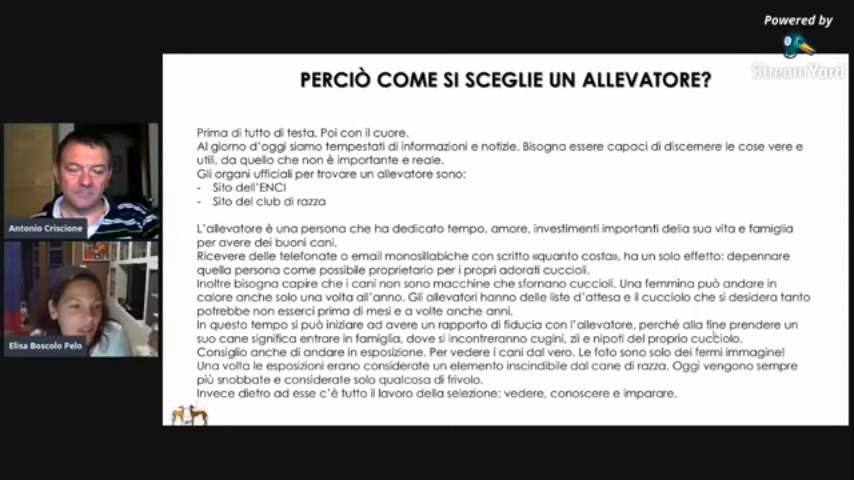 Powered by
StreamYard
PERCIÒ COME SI SCEGLIE UN ALLEVATORE?
Prima di tutto di testa. Poi con il cuore.
Al giorno d'oggi siamo tempestati di informazioni e notizie. Bisogna essere capaci di discernere le cose vere e
utili, da quello che non è importante e reale.
Gli organi ufficiali per trovare un allevatore sono:
- Sito dell'ENCI
- Sito del club di razza
L'allevatore è una persona che ha dedicato tempo, amore, investimenti importanti della sua vita e famiglia
per avere dei buoni cani.
Ricevere delle telefonate o email monosillabiche con scritto «quanto costa», ha un solo effetto: depennare
quella persona come possibile proprietario per i propri adorati cuccioli.
Inoltre bisogna capire che i cani non sono macchine che sfornano cuccioli. Una femmina può andare in
calore anche solo una volta all'anno. Gli allevatori hanno delle liste d'attesa e il cucciolo che si desidera tanto
potrebbe non esserci prima di mesi e a volte anche anni.
In questo tempo si può iniziare ad avere un rapporto di fiducia con l'allevatore, perché alla fine prendere un
suo cane significa entrare in famiglia, dove si incontreranno cugini, zii e nipoti del proprio cucciolo.
Consiglio anche di andare in esposizione. Per vedere i cani dal vero. Le foto sono solo dei fermi immagine!
Una volta le esposizioni erano considerate un elemento inscindibile dal cane di razza. Oggi vengono sempre
più snobbate e considerate solo qualcosa di frivolo.
Invece dietro ad esse c'è tutto il lavoro della selezione: vedere, conoscere e imparare.
Antonio Criscione
Elisa Boscolo Pelo